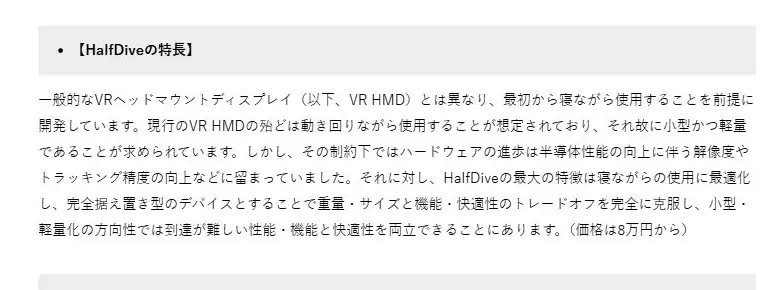 • 【HalfDiveの特長】
一般的なVRヘッドマウントディスプレイ（以下、VR HMD）とは異なり、最初から寝ながら使用することを前提に
開発しています。現行のVR HMDの殆どは動き回りながら使用することが想定されており、それ故に小型かつ軽量
であることが求められています。しかし、その制約下ではハードウェアの進歩は半導体性能の向上に伴う解像度や
トラッキング精度の向上などに留まっていました。それに対し、HalfDiveの最大の特徴は寝ながらの使用に最適化
し、完全据え置き型のデバイスとすることで重量・サイズと機能・快適性のトレードオフを完全に克服し、小型・
軽量化の方向性では到達が難しい性能・機能と快適性を両立できることにあります。（価格は8万円から）